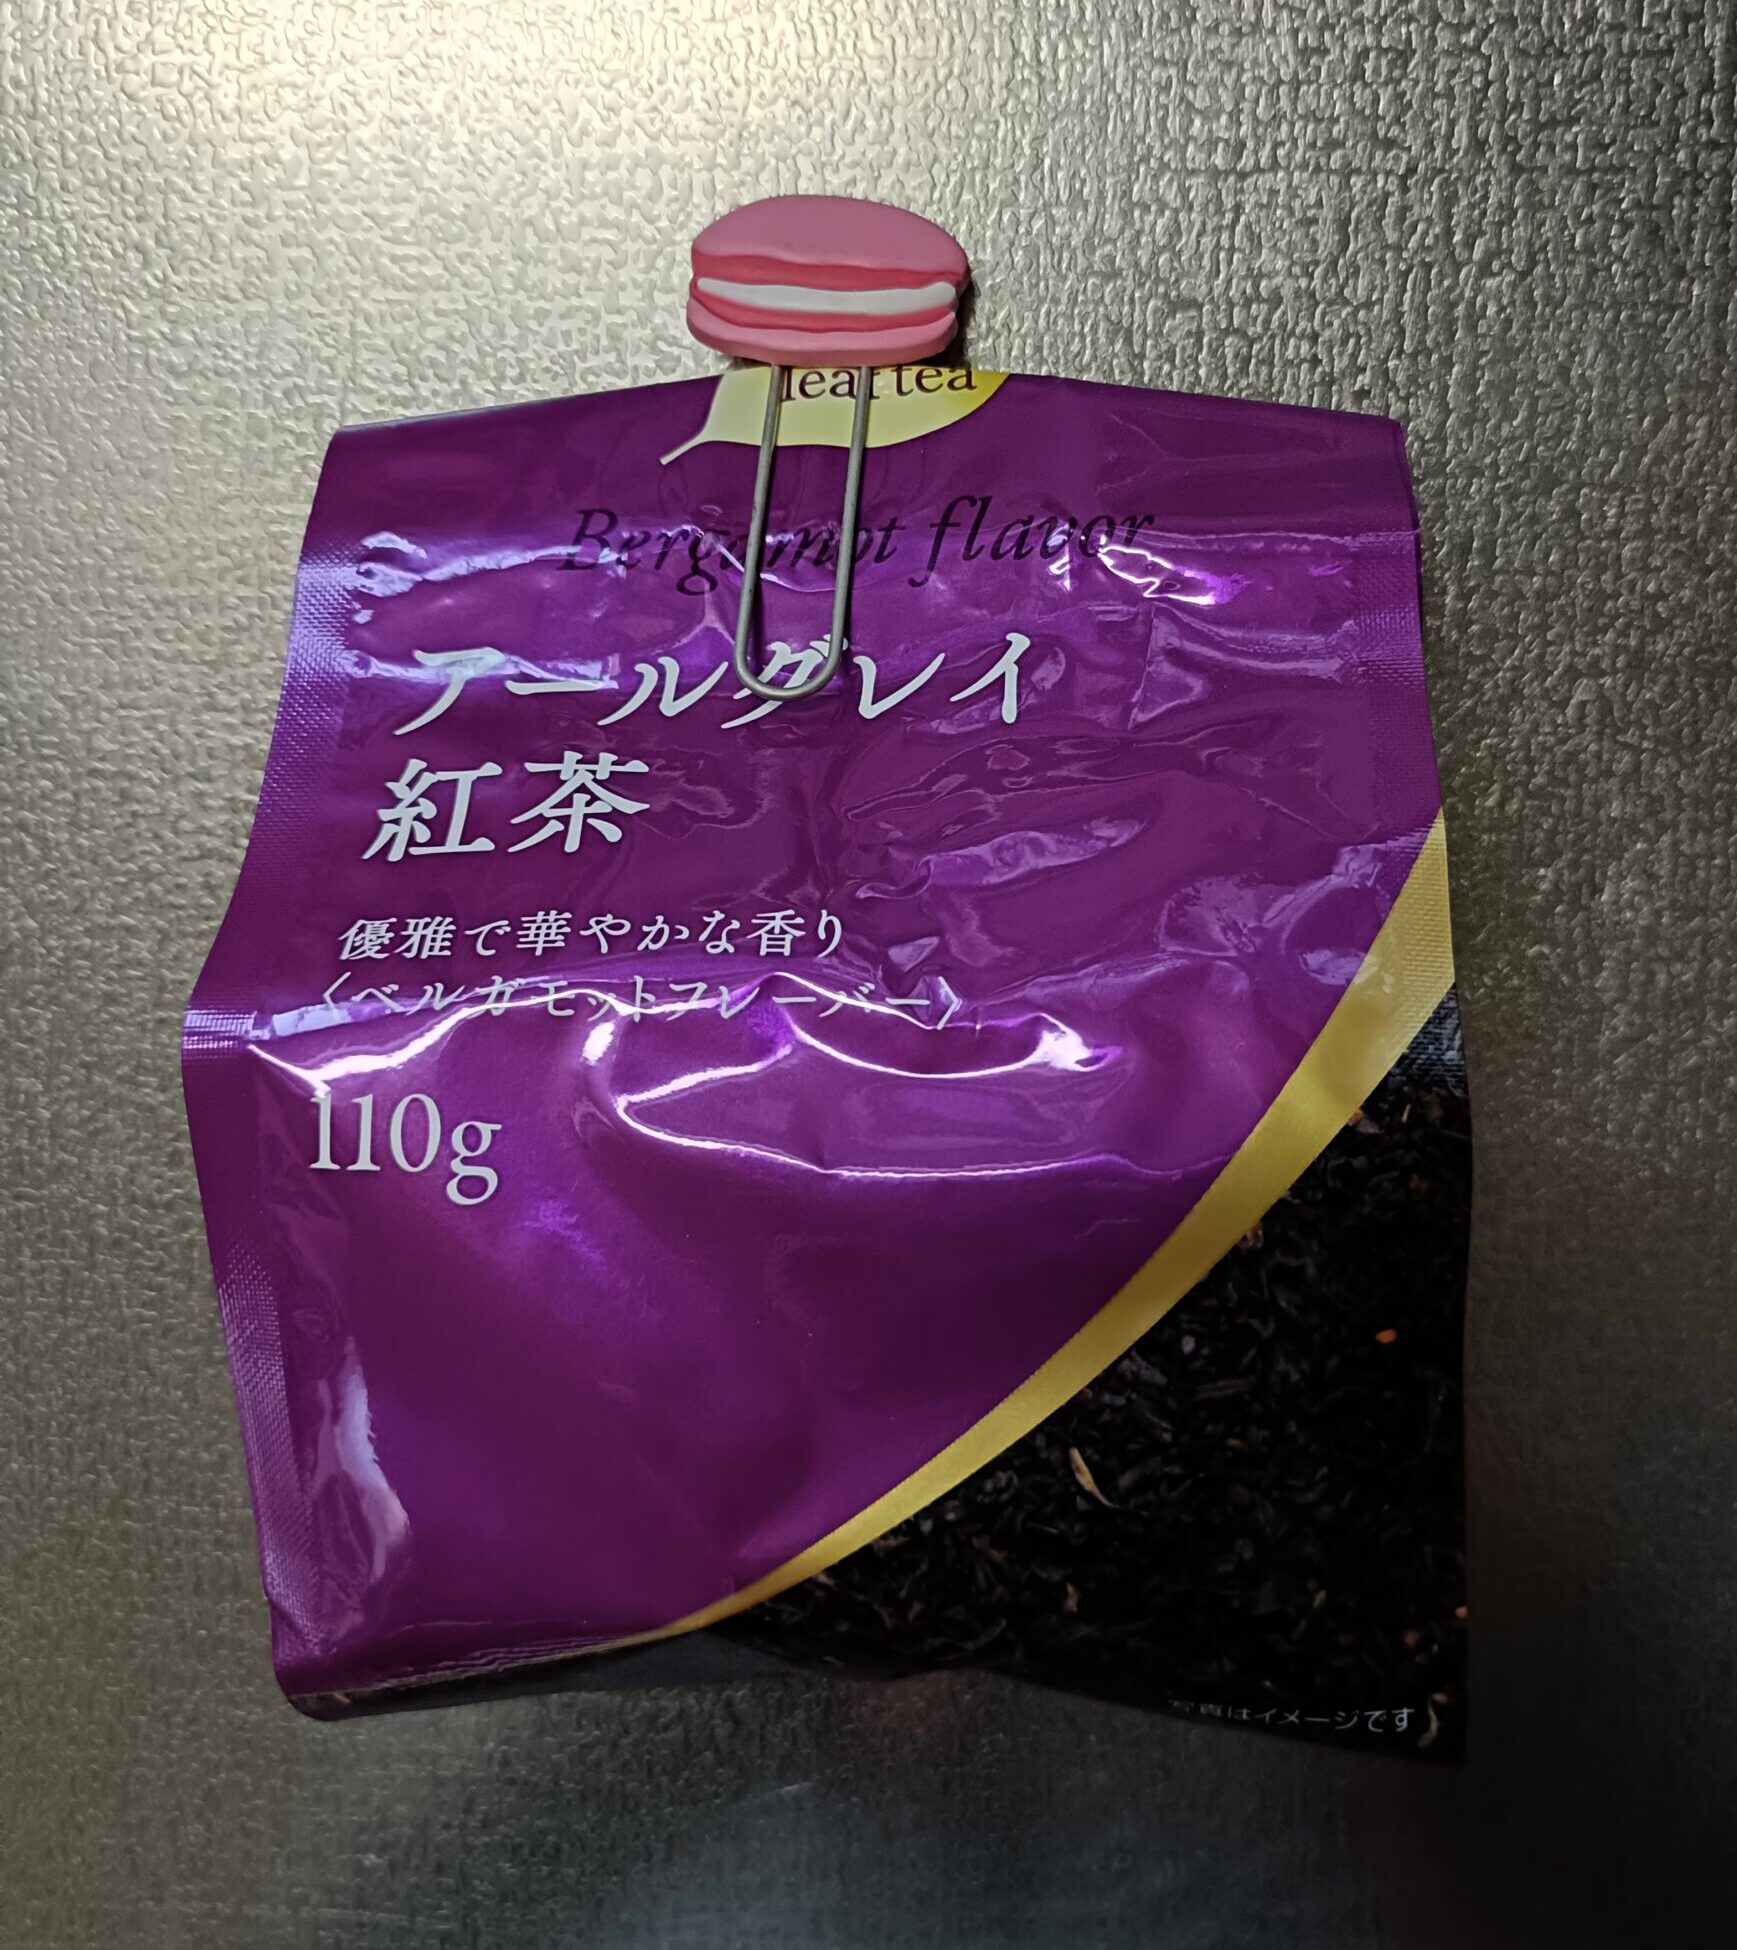 leaf tea
Bergamot flavor
アールグレイ
紅茶
優雅で華やかな香り
〈ベルガモットフレーバー〉
110g
写真はイメージです